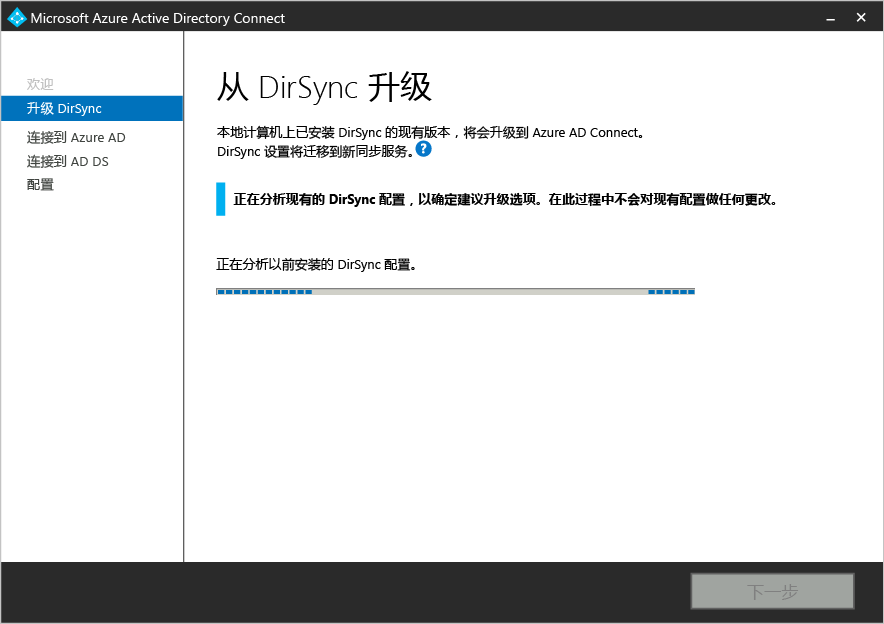 Microsoft Azure Active Directory Connect
欢迎
升级 DirSync
连接到 Azure AD
连接到 AD DS
配置
从 DirSync 升级
本地计算机上已安装 DirSync 的现有版本，将会升级到 Azure AD Connect。
DirSync 设置将迁移到新同步服务。?
正在分析现有的 DirSync 配置，以确定建议升级选项。在此过程中不会对现有配置做任何更改。
正在分析以前安装的 DirSync 配置。
下一步